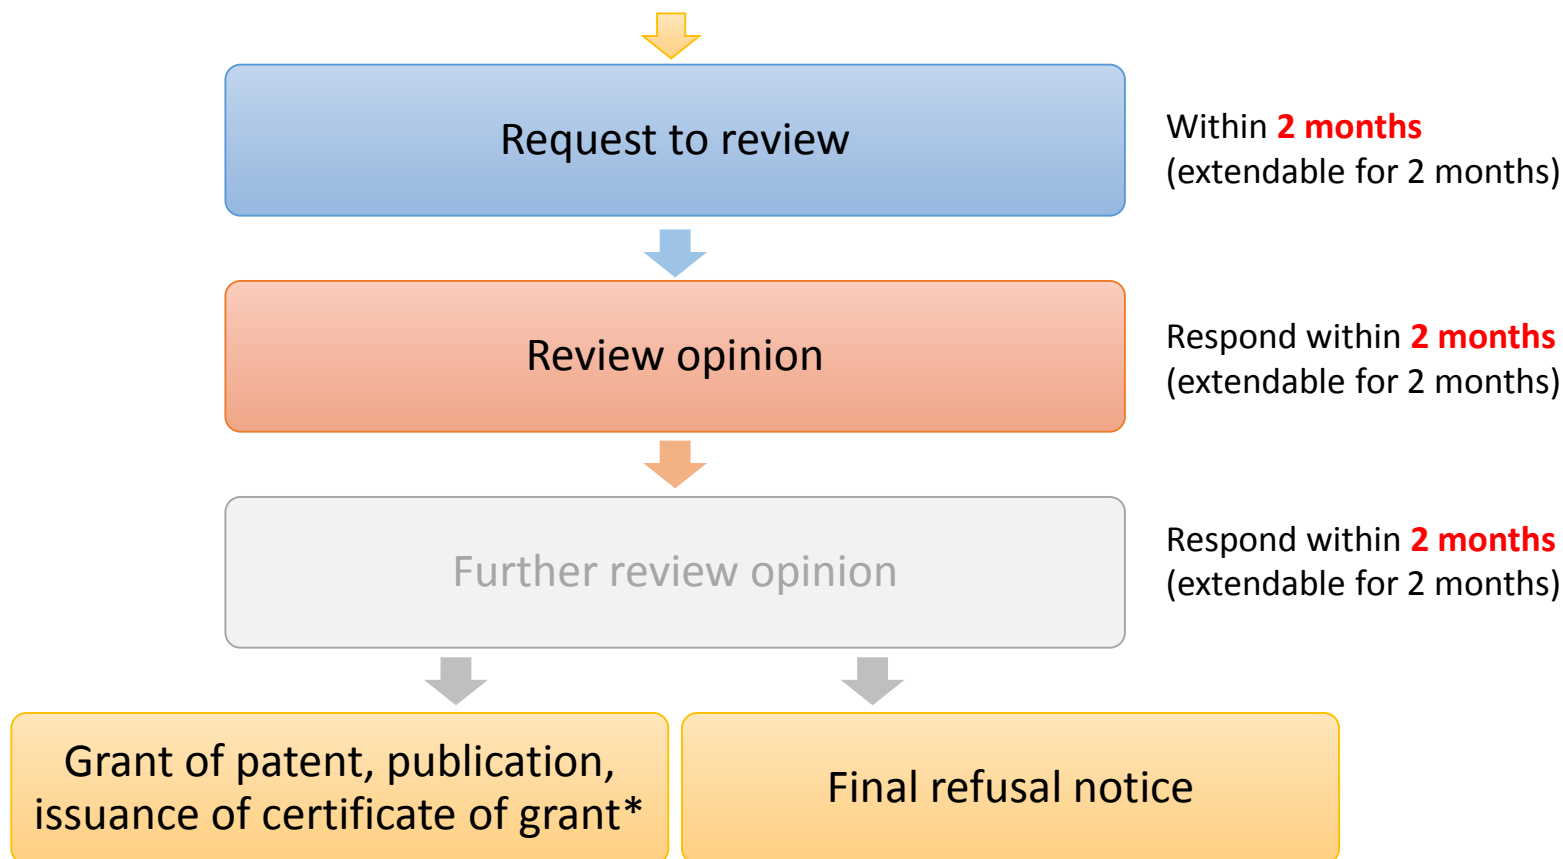 Request to review
Within 2 months
(extendable for 2 months)
Review opinion
Respond within 2 months
(extendable for 2 months)
Further review opinion
Respond within 2 months
(extendable for 2 months)
Grant of patent, publication,
issuance of certificate of grant*
Final refusal notice